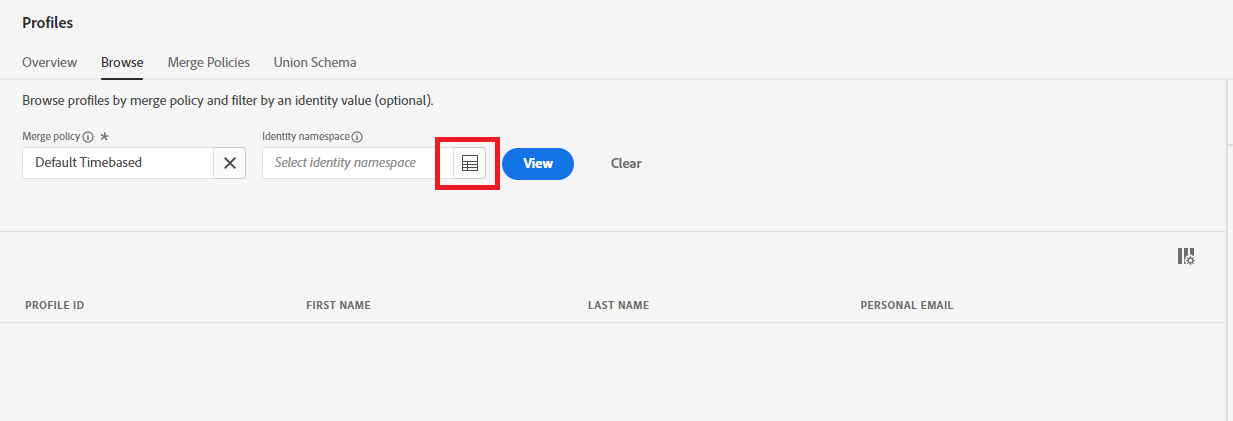 Profiles
Overview Browse Merge Policies Union Schema
Browse profiles by merge policy and filter by an identity value (optional).
Merge policy * Identity namespace
Default Timebased Select identity namespace View Clear
PROFILE ID FIRST NAME LAST NAME PERSONAL EMAIL